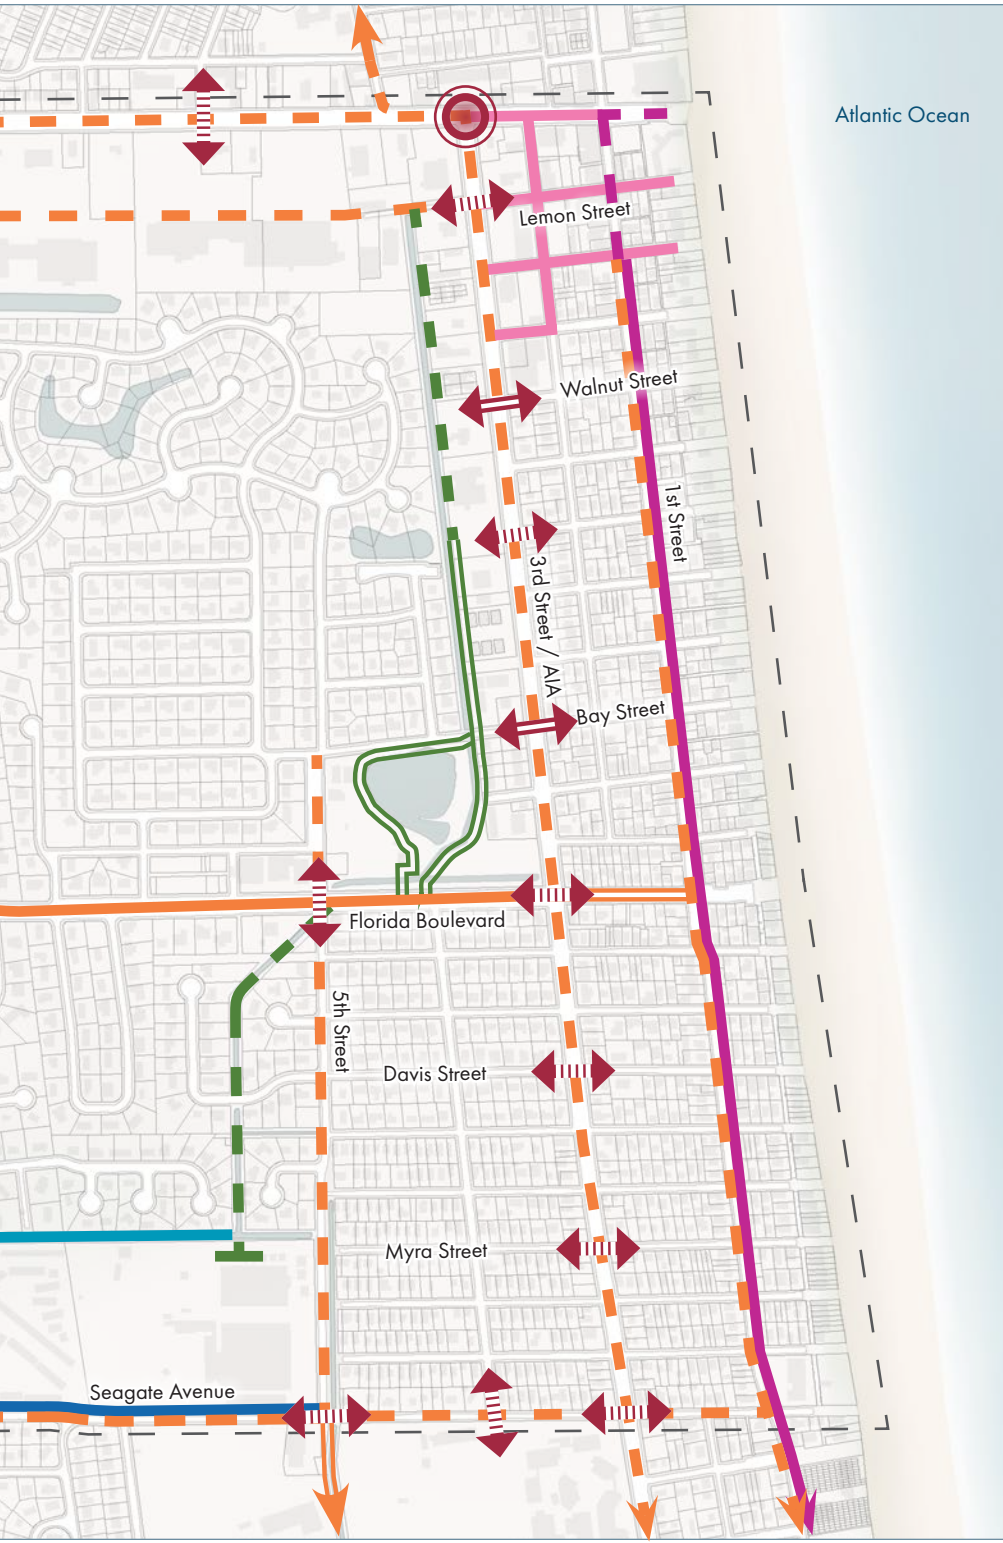 Atlantic Ocean
Lemon Street
Walnut Street
1st Street
3rd Street / A1A
Bay Street
Florida Boulevard
5th Street
Davis Street
Myra Street
Seagate Avenue